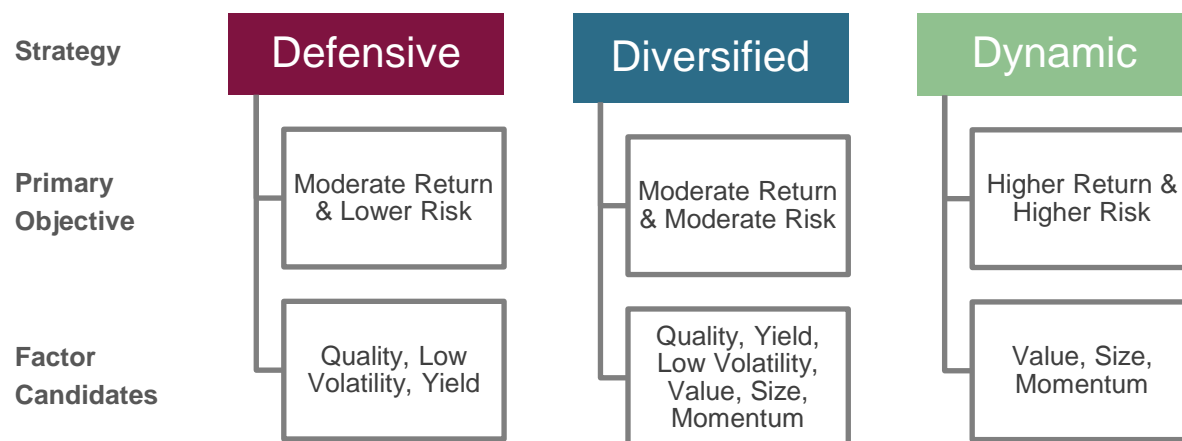 Strategy
Defensive
Diversified
Dynamic
Primary
Objective
Moderate Return
& Lower Risk
Moderate Return
& Moderate Risk
Higher Return &
Higher Risk
Factor
Candidates
Quality, Low
Volatility, Yield
Quality, Yield,
Low Volatility,
Value, Size,
Momentum
Value, Size,
Momentum